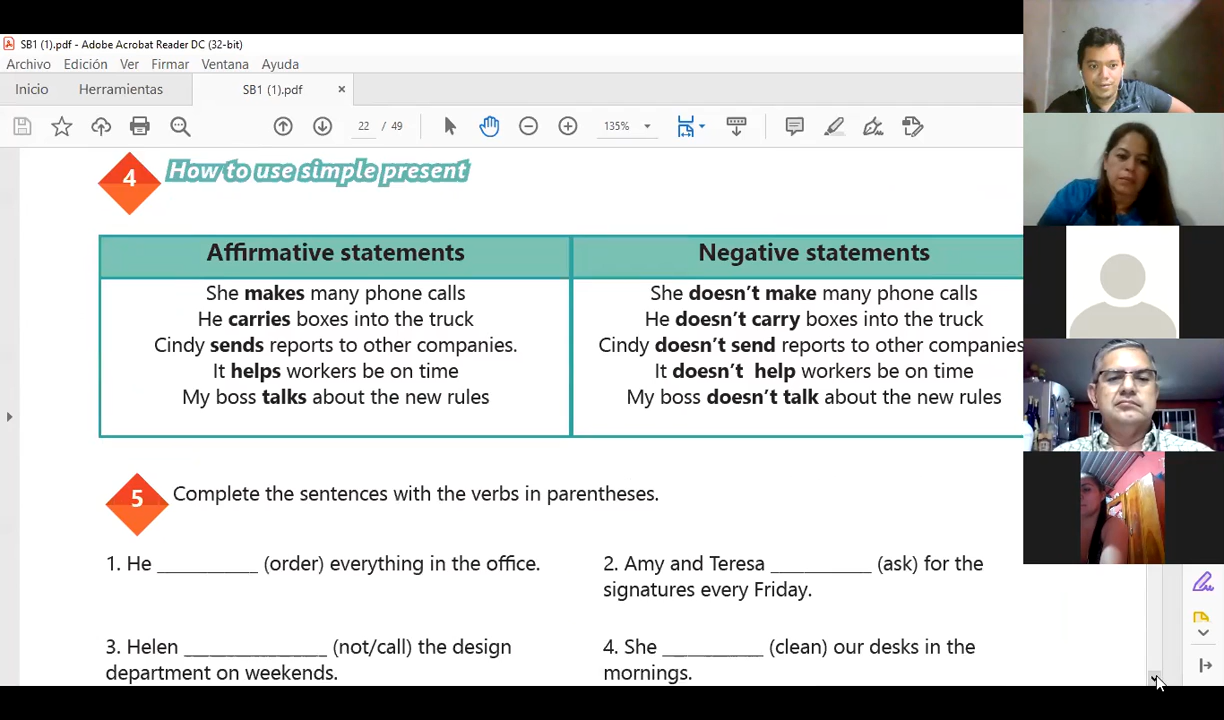 SB1 (1).pdf - Adobe Acrobat Reader DC (32-bit)
Archivo Edición Ver Firmar Ventana Ayuda
Inicio Herramientas SB1 (1).pdf ×
22 / 49 135%
4 How to use simple present
Affirmative statements Negative statements
She makes many phone calls She doesn't make many phone calls
He carries boxes into the truck He doesn't carry boxes into the truck
Cindy sends reports to other companies. Cindy doesn't send reports to other companies
It helps workers be on time It doesn't help workers be on time
My boss talks about the new rules My boss doesn't talk about the new rules
5 Complete the sentences with the verbs in parentheses.
1. He __________ (order) everything in the office. 2. Amy and Teresa __________ (ask) for the
signatures every Friday.
3. Helen ______________ (not/call) the design 4. She __________ (clean) our desks in the
department on weekends. mornings.